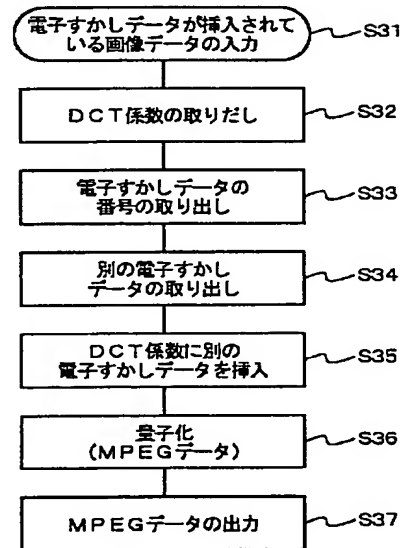 電子すかしデータが挿入されて
いる画像データの入力
S31
DCT係数の取りだし
S32
電子すかしデータの
番号の取り出し
S33
別の電子すかし
データの取り出し
S34
DCT係数に別の
電子すかしデータを挿入
S35
量子化
(MPEGデータ)
S36
MPEGデータの出力
S37